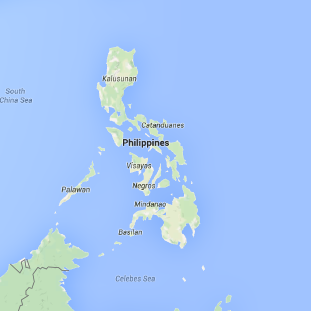 Kalusunan
South
China Sea
Catanduanes
Philippines
Visayas
Negros
Palawan
Mindanao
Basilan
Celebes Sea